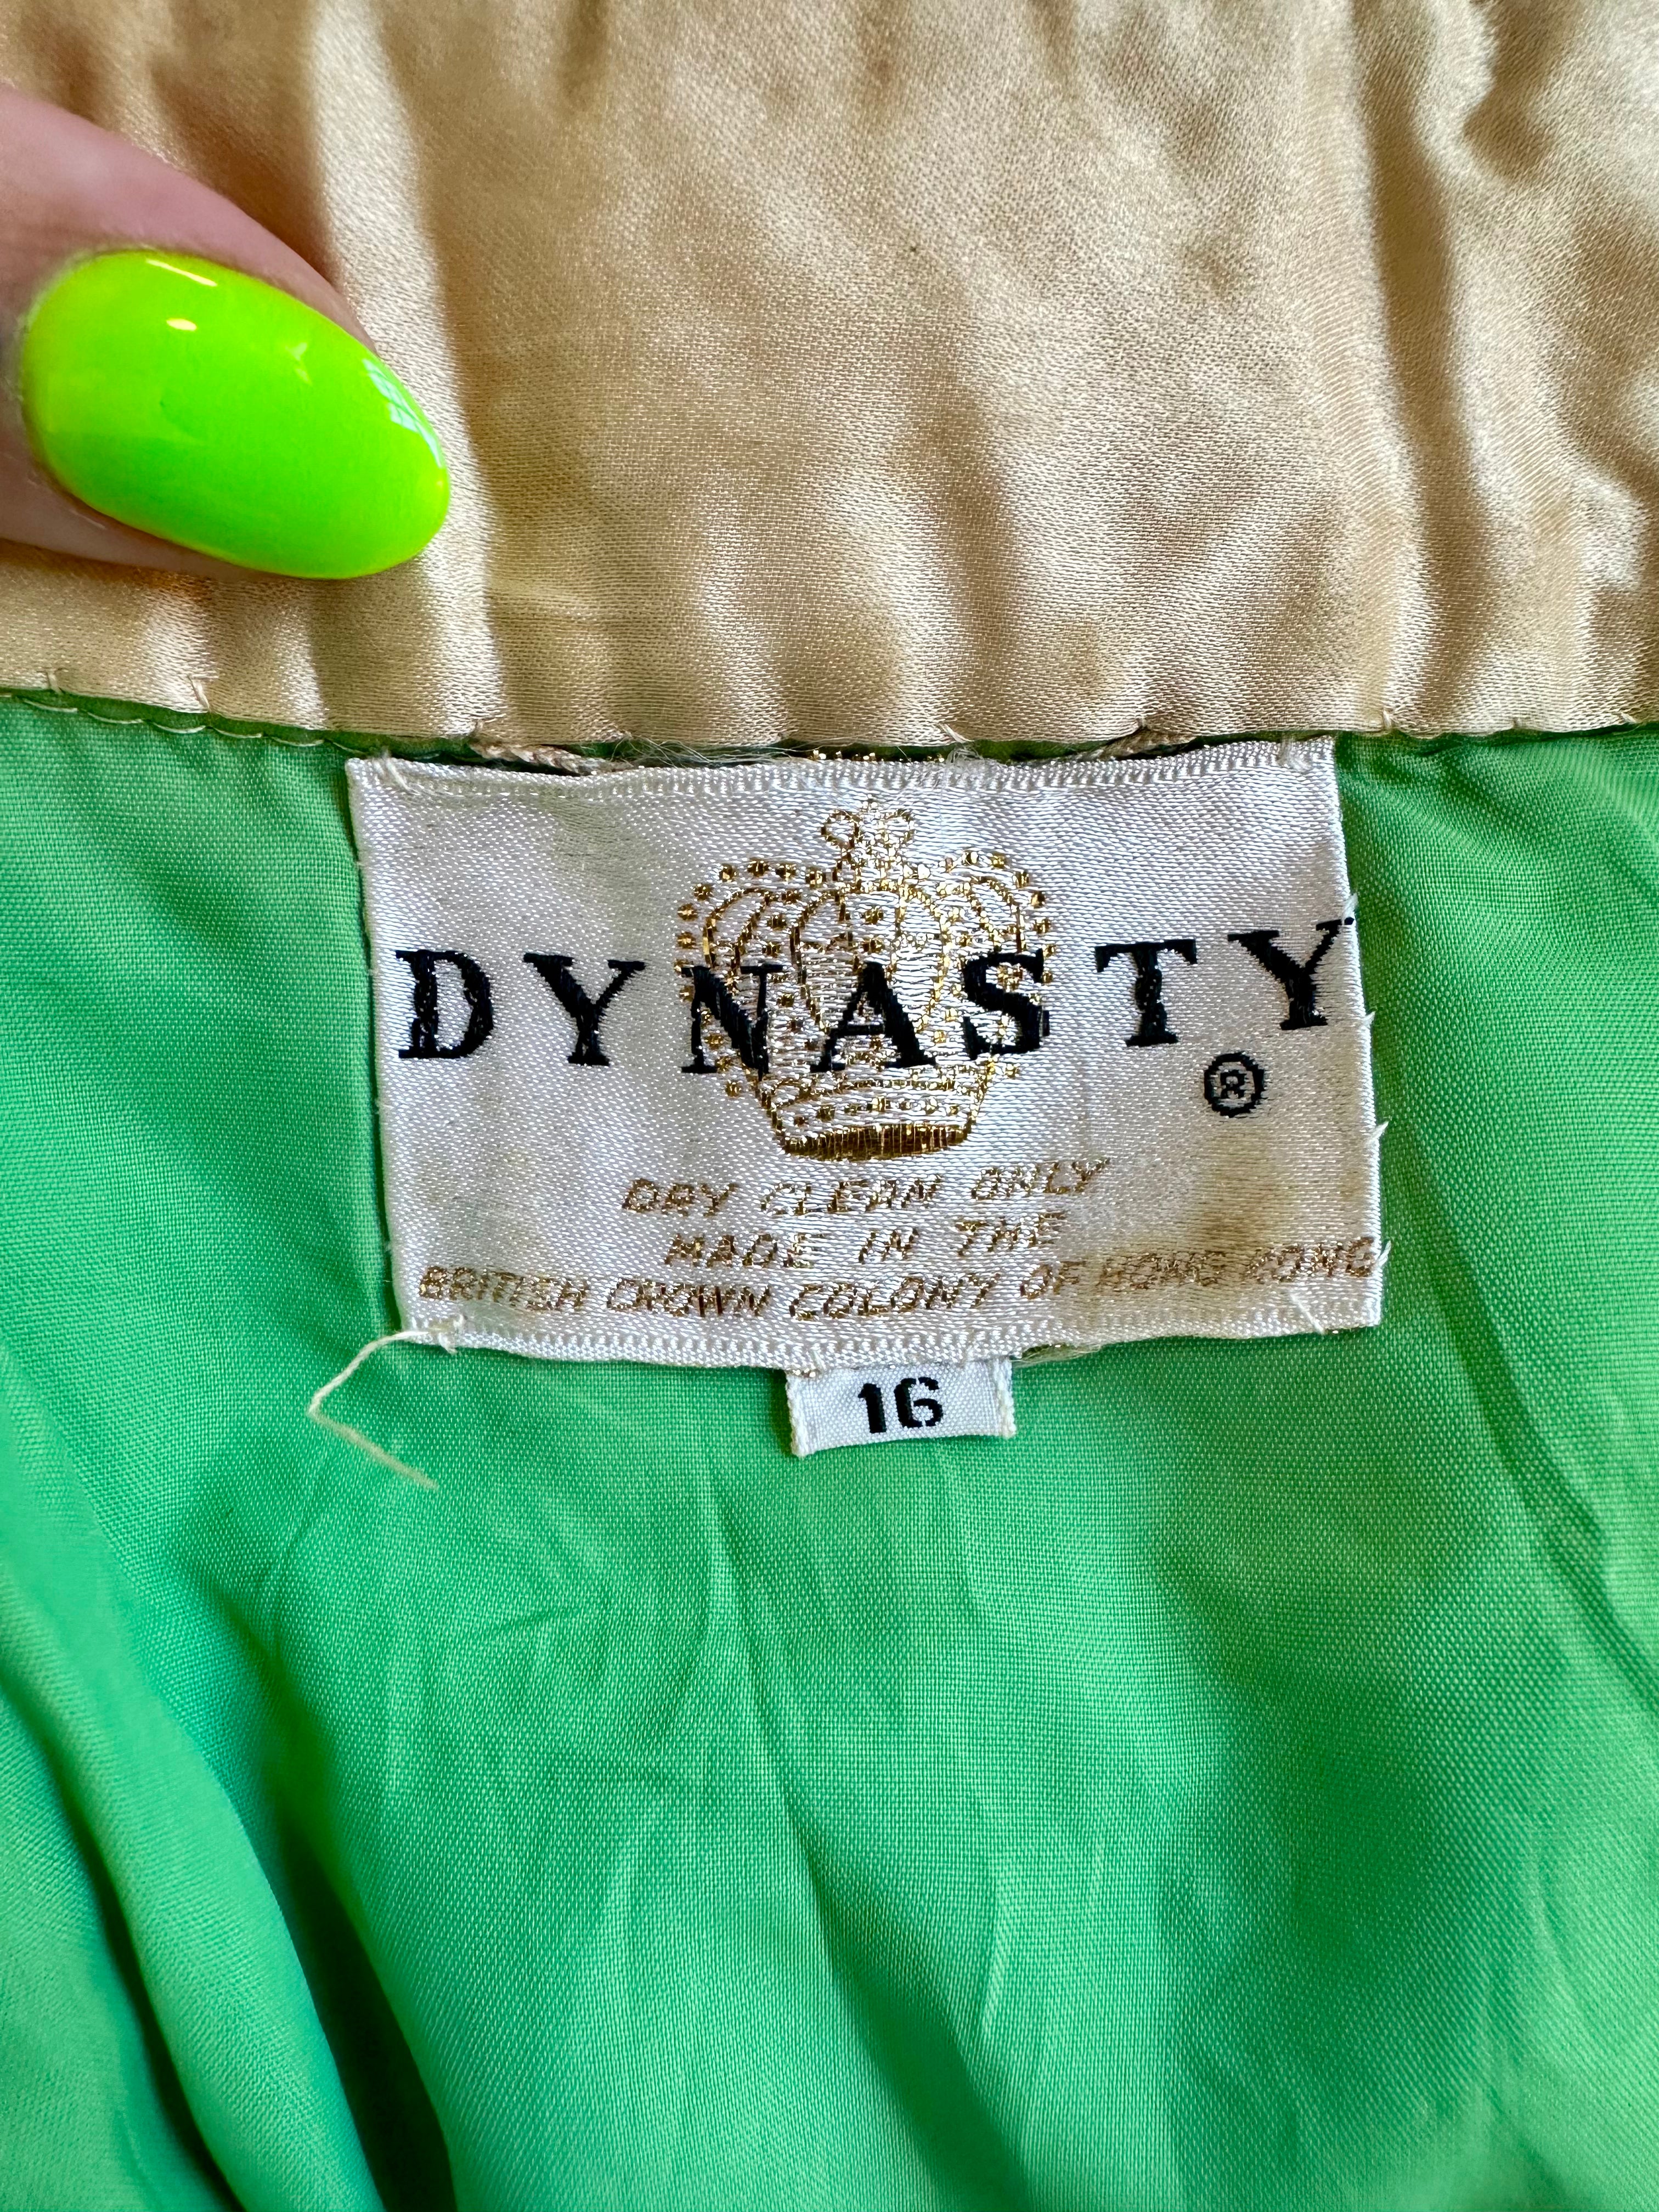 DYNASTY
®
DRY CLEAN ONLY
MADE IN THE
BRITISH CROWN COLONY OF HONG KONG
16